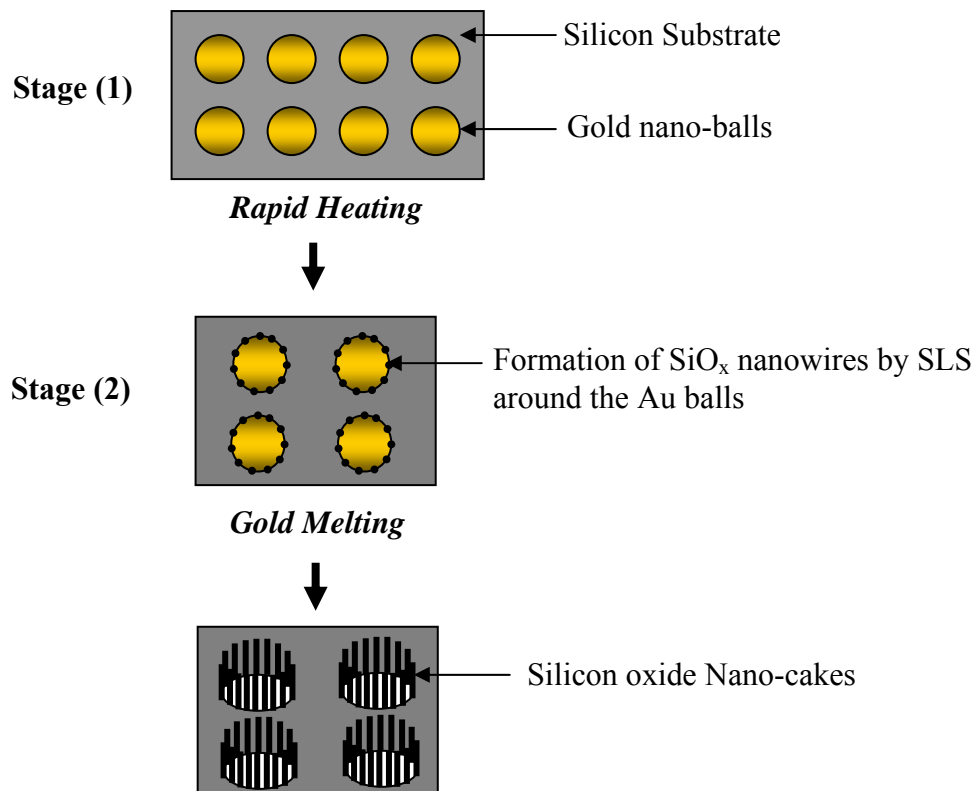 Silicon Substrate
Stage (1)
Gold nano-balls
Rapid Heating
Formation of SiOx nanowires by SLS
around the Au balls
Stage (2)
Gold Melting
Silicon oxide Nano-cakes